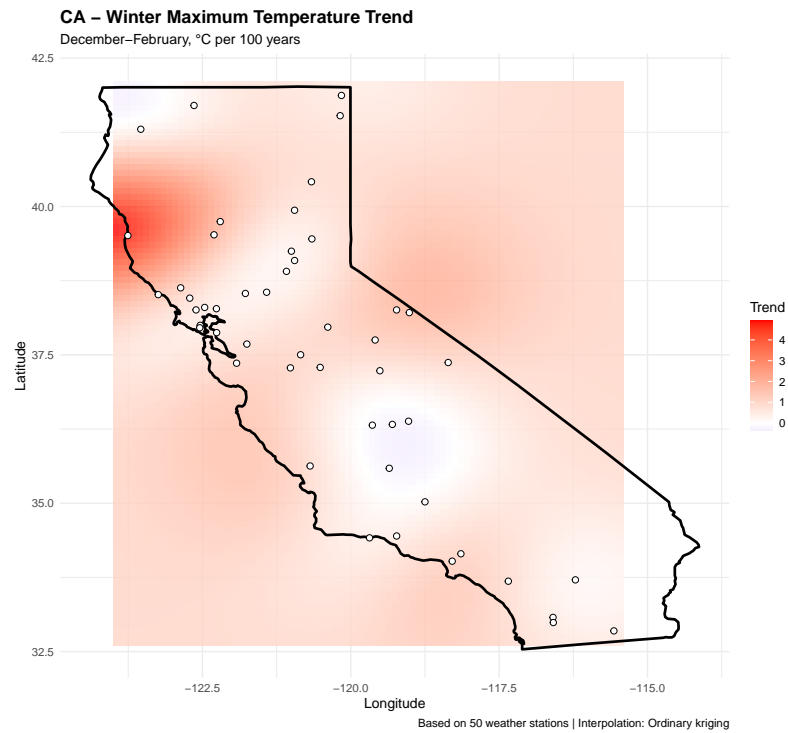 CA – Winter Maximum Temperature Trend
December–February, °C per 100 years
42.5
40.0
37.5
35.0
32.5
Latitude
−122.5
−120.0
−117.5
−115.0
Longitude
Trend
4
3
2
1
0
Based on 50 weather stations | Interpolation: Ordinary kriging